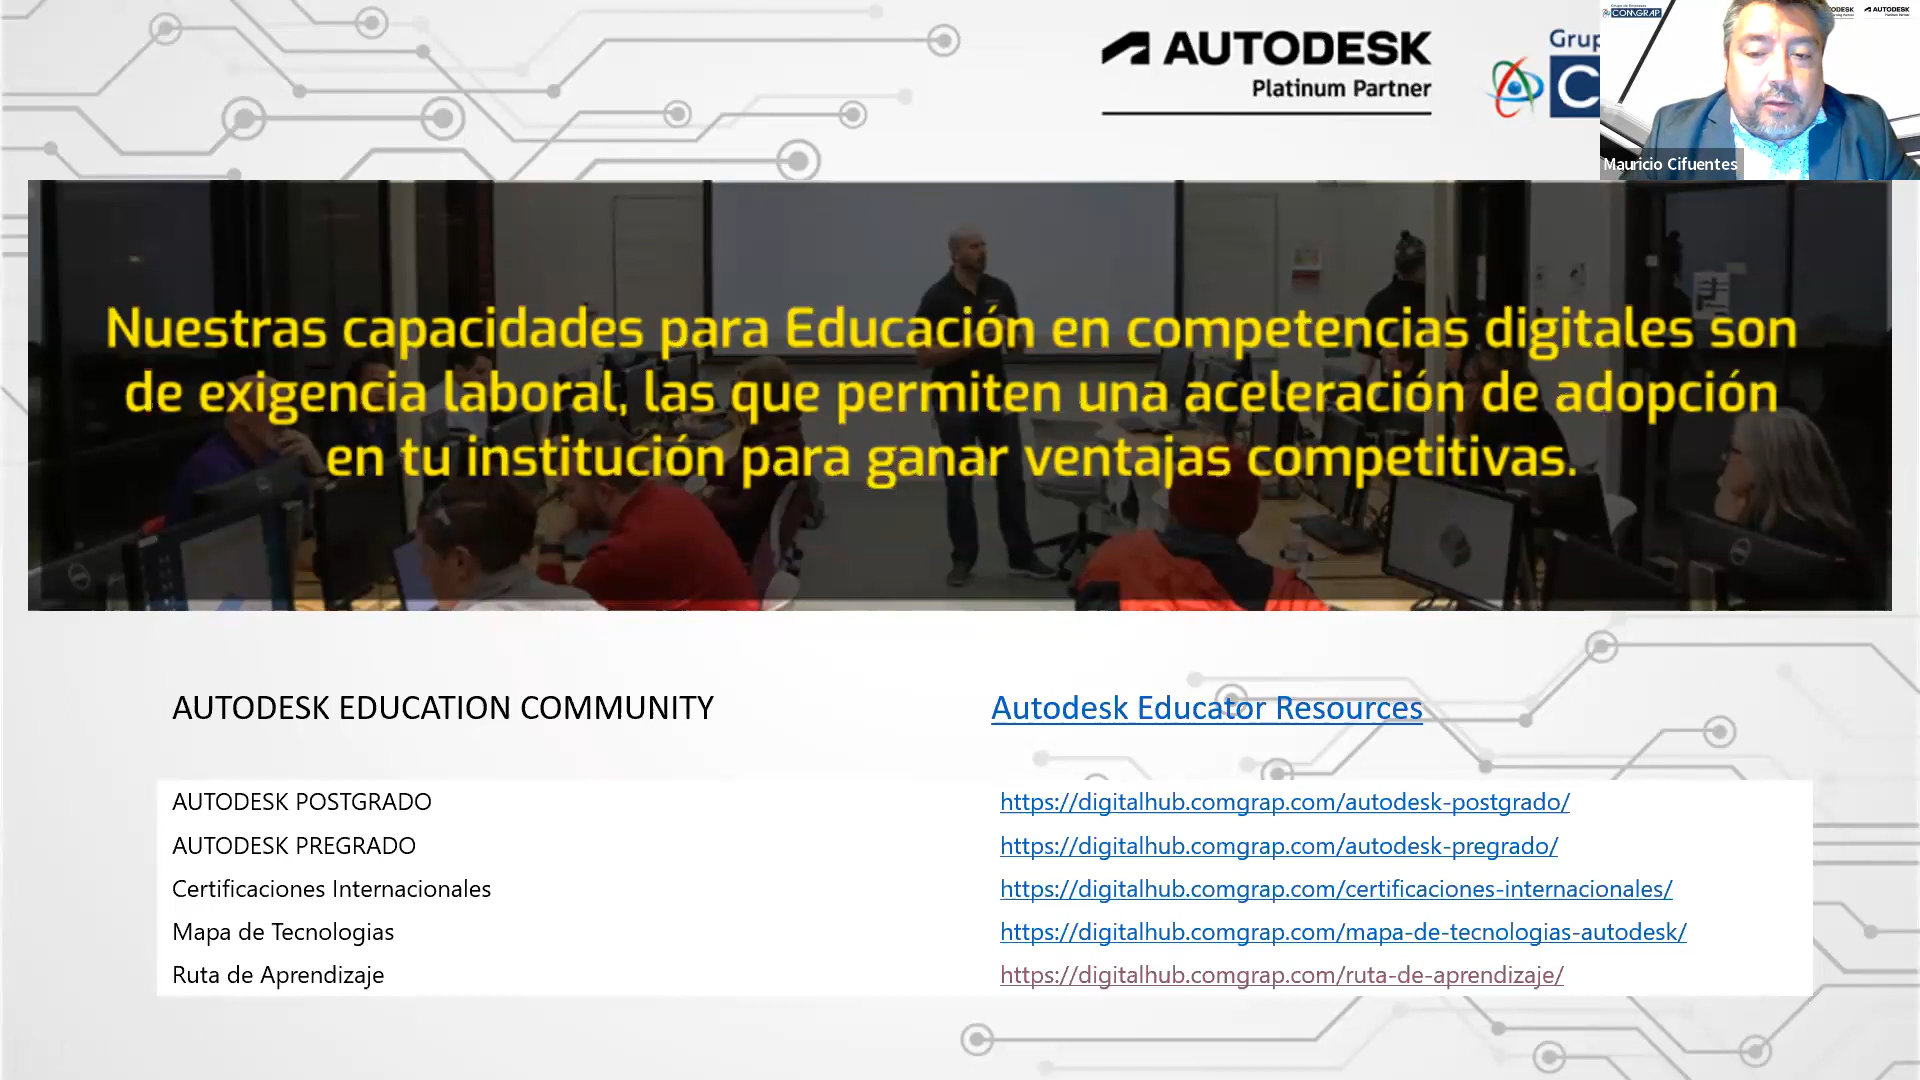 AUTODESK
Platinum Partner
Grup
C
COMGRAP
AUTODESK
Mauricio Cifuentes
Nuestras capacidades para Educación en competencias digitales son
de exigencia laboral, las que permiten una aceleración de adopción
en tu institución para ganar ventajas competitivas.
AUTODESK EDUCATION COMMUNITY
Autodesk Educator Resources
AUTODESK POSTGRADO
https://digitalhub.comgrap.com/autodesk-postgrado/
AUTODESK PREGRADO
https://digitalhub.comgrap.com/autodesk-pregrado/
Certificaciones Internacionales
https://digitalhub.comgrap.com/certificaciones-internacionales/
Mapa de Tecnologias
https://digitalhub.comgrap.com/mapa-de-tecnologias-autodesk/
Ruta de Aprendizaje
https://digitalhub.comgrap.com/ruta-de-aprendizaje/